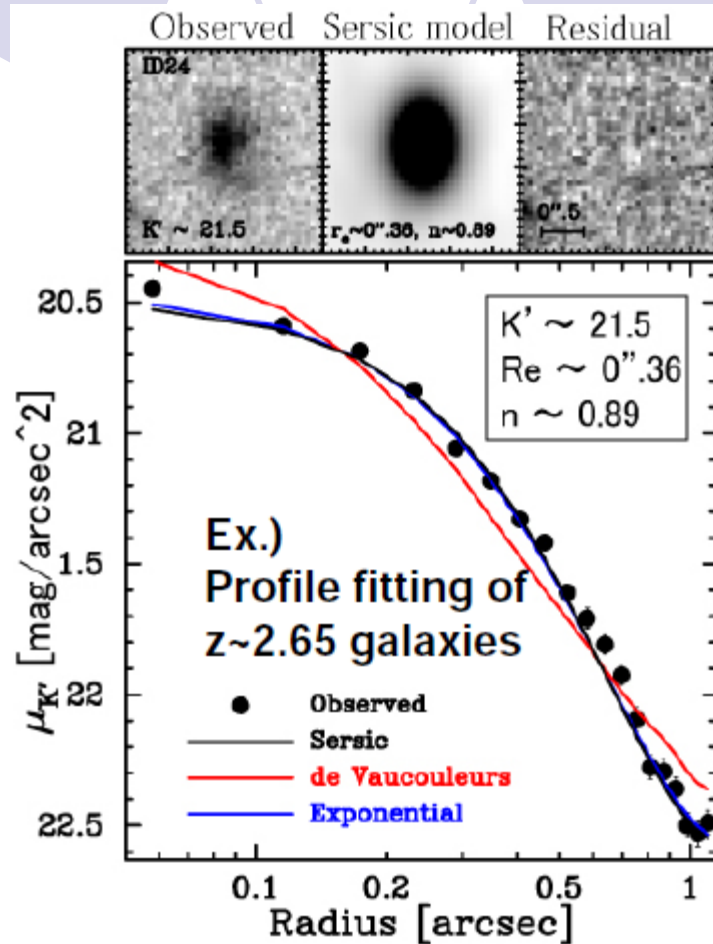 Observed Sersic model Residual
ID24
K' ~ 21.5
r_e~0".36, n~0.89
0".5
20.5
21
1.5
22
22.5
μK' [mag/arcsec^2]
K' ~ 21.5
Re ~ 0".36
n ~ 0.89
Ex.)
Profile fitting of
z~2.65 galaxies
Observed
Sersic
de Vaucouleurs
Exponential
0.1 0.2 0.5 1
Radius [arcsec]